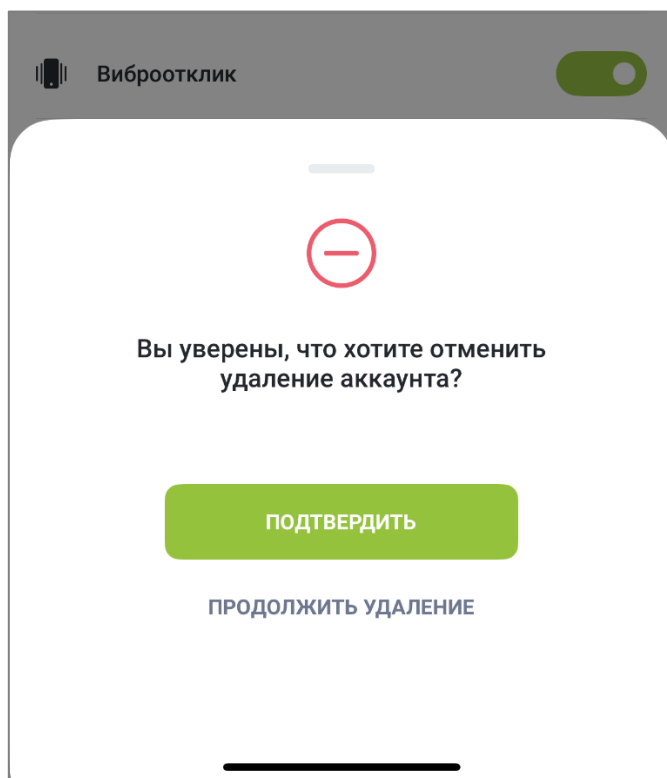 Виброотклик
Вы уверены, что хотите отменить
удаление аккаунта?
ПОДТВЕРДИТЬ
ПРОДОЛЖИТЬ УДАЛЕНИЕ